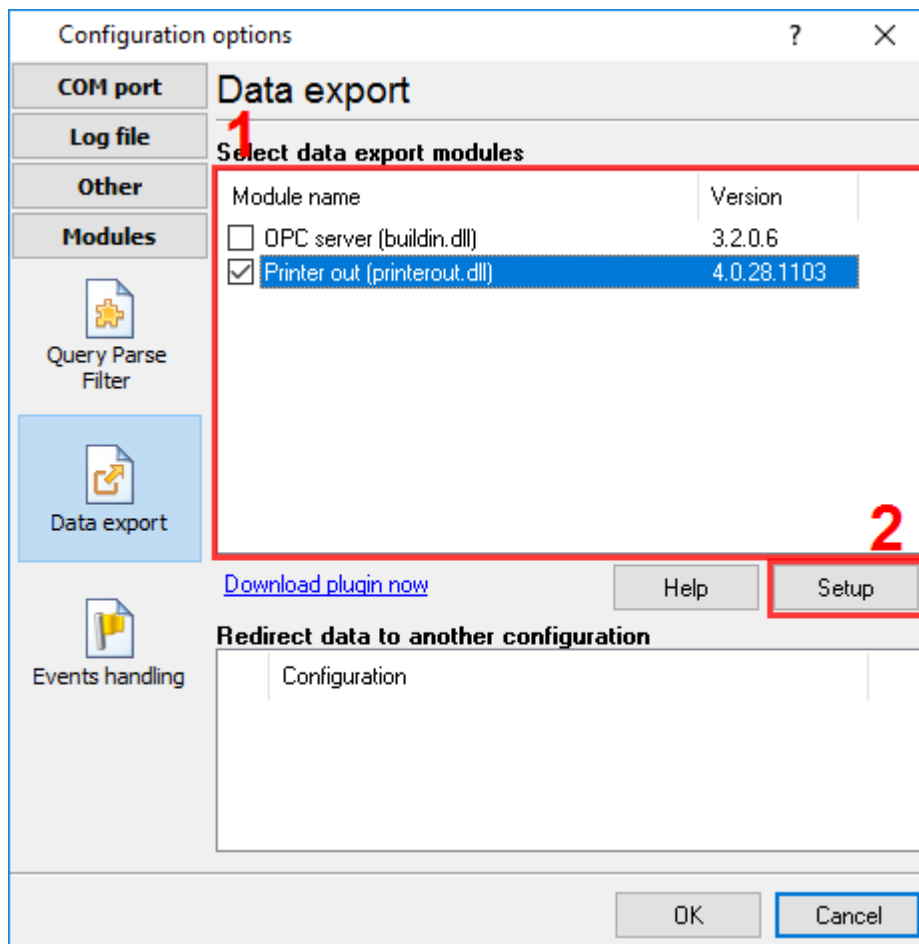 Configuration options
?
COM port
Log file
Other
Modules
Query Parse
Filter
Data export
Events handling
Data export
1
Select data export modules
Module name Version
OPC server (buildin.dll) 3.2.0.6
Printer out (printerout.dll) 4.0.28.1103
2
Download plugin now Help Setup
Redirect data to another configuration
Configuration
OK Cancel